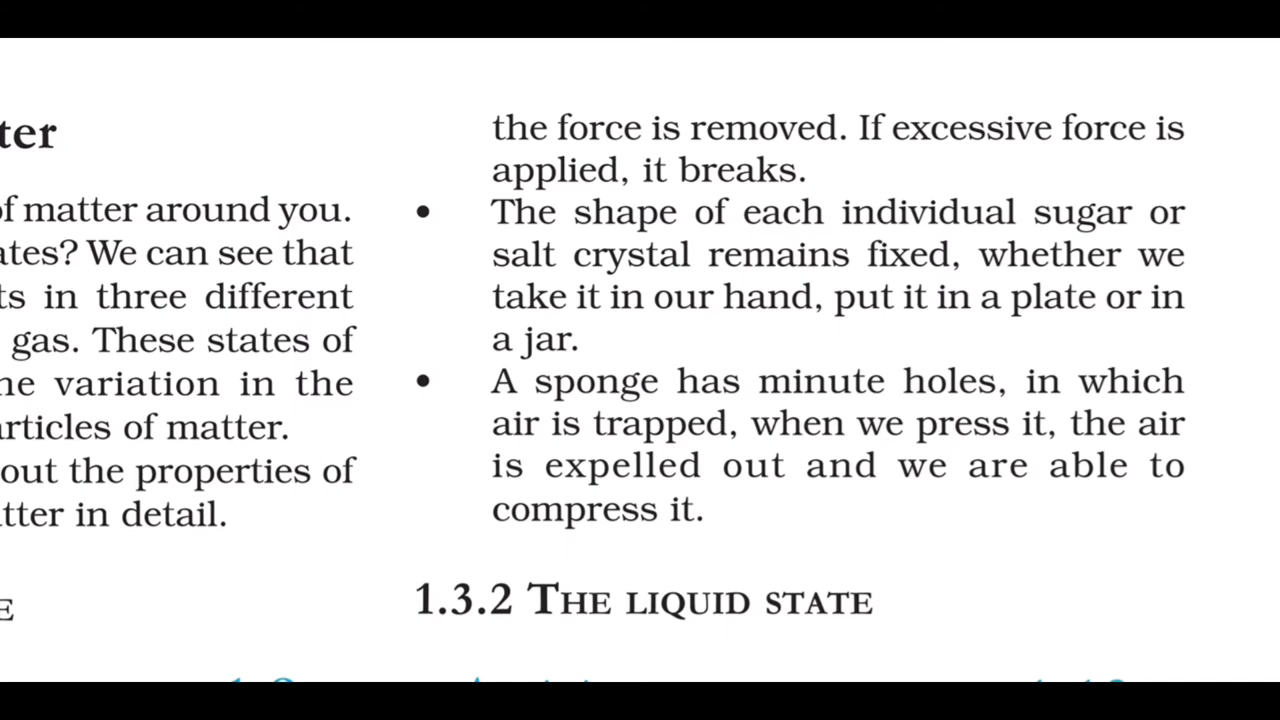 ter
of matter around you.
ates? We can see that
ts in three different
gas. These states of
ne variation in the
articles of matter.
out the properties of
tter in detail.
E
the force is removed. If excessive force is
applied, it breaks.
• The shape of each individual sugar or
salt crystal remains fixed, whether we
take it in our hand, put it in a plate or in
a jar.
• A sponge has minute holes, in which
air is trapped, when we press it, the air
is expelled out and we are able to
compress it.
1.3.2 THE LIQUID STATE